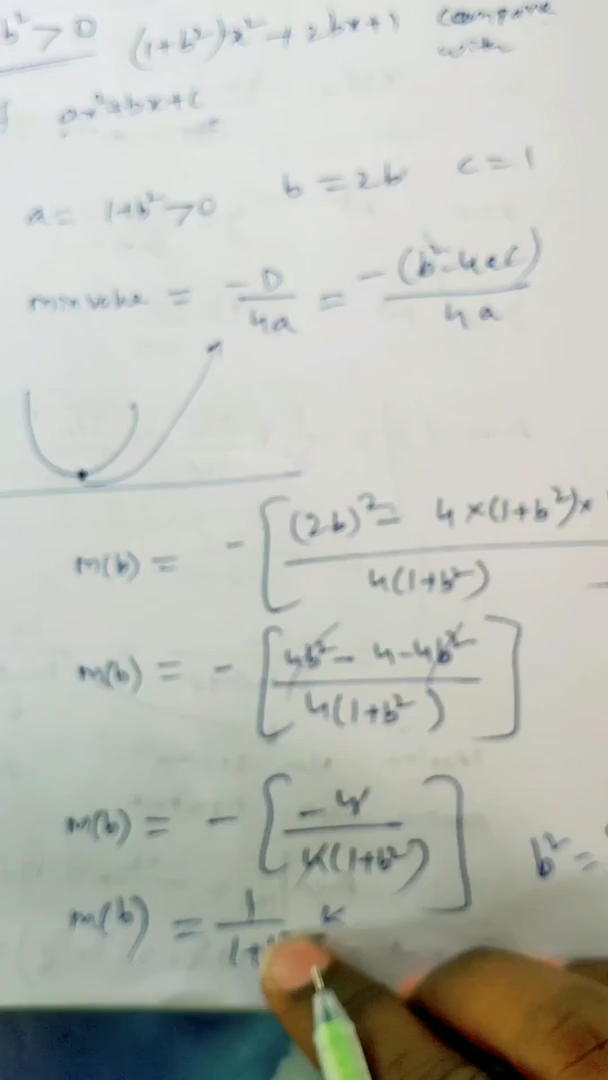 b² > 0 (1+b²)x² + 2bx + 1 compare
with
ax²+bx+c
a = 1+b² > 0 b = 2b c = 1
min value = -D/4a = -(b²-4ac)/4a
m(b) = - [(2b)² - 4×(1+b²)×
4(1+b²)
m(b) = - [4b² - 4 - 4b² / 4(1+b²)]
m(b) = - [-4 / 4(1+b²)] b² =
m(b) = 1/1+